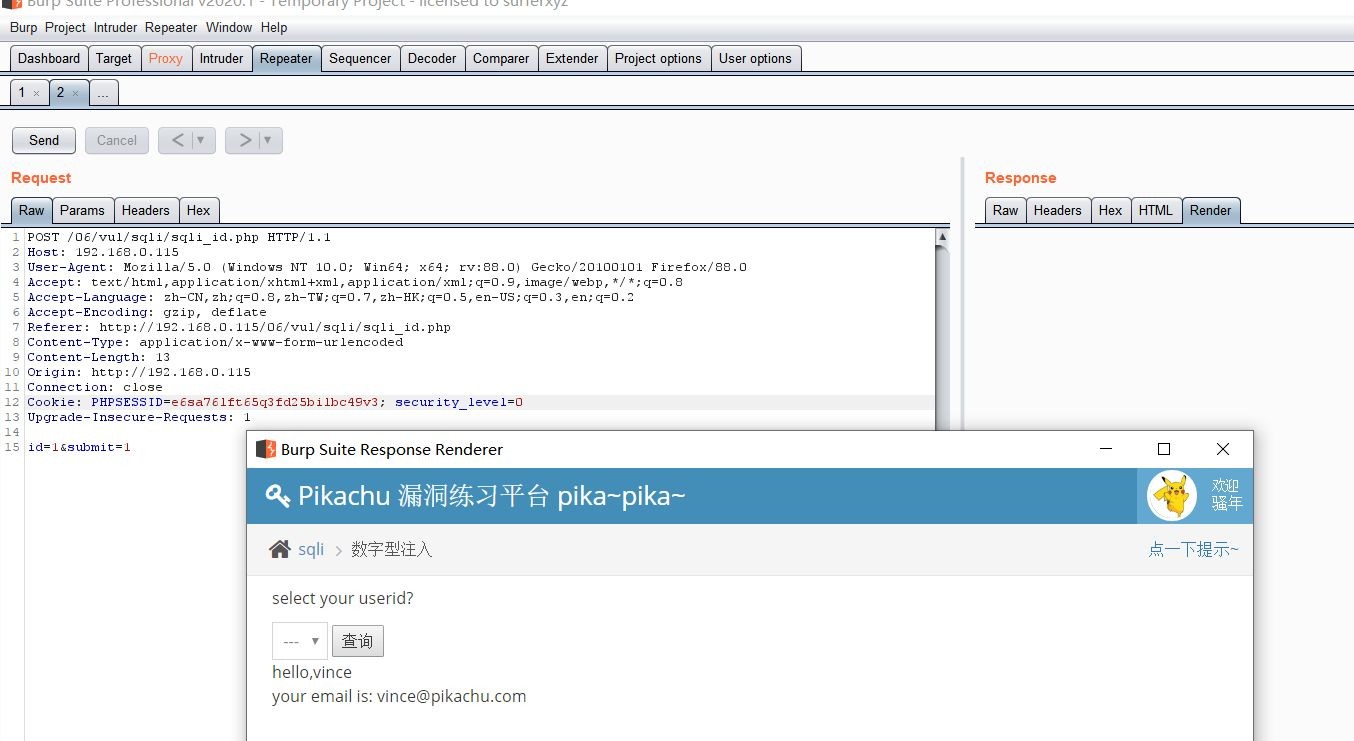 Burp Suite Professional v2020.1 - Temporary Project - licensed to surferxyz
Burp Project Intruder Repeater Window Help
Dashboard Target Proxy Intruder Repeater Sequencer Decoder Comparer Extender Project options User options
1 × 2 × ...
Send Cancel < ▼ > ▼
Request
Raw Params Headers Hex
1 POST /06/vul/sqli/sqli_id.php HTTP/1.1
2 Host: 192.168.0.115
3 User-Agent: Mozilla/5.0 (Windows NT 10.0; Win64; x64; rv:88.0) Gecko/20100101 Firefox/88.0
4 Accept: text/html,application/xhtml+xml,application/xml;q=0.9,image/webp,*/*;q=0.8
5 Accept-Language: zh-CN,zh;q=0.8,zh-TW;q=0.7,zh-HK;q=0.5,en-US;q=0.3,en;q=0.2
6 Accept-Encoding: gzip, deflate
7 Referer: http://192.168.0.115/06/vul/sqli/sqli_id.php
8 Content-Type: application/x-www-form-urlencoded
9 Content-Length: 13
10 Origin: http://192.168.0.115
11 Connection: close
12 Cookie: PHPSESSID=e6sa761ft65q3fd25bilbc49v3; security_level=0
13 Upgrade-Insecure-Requests: 1
14
15 id=1&submit=1
Response
Raw Headers Hex HTML Render
Burp Suite Response Renderer
Pikachu 漏洞练习平台 pika~pika~
欢迎
骚年
sqli > 数字型注入
点一下提示~
select your userid?
--- ▼ 查询
hello,vince
your email is: vince@pikachu.com